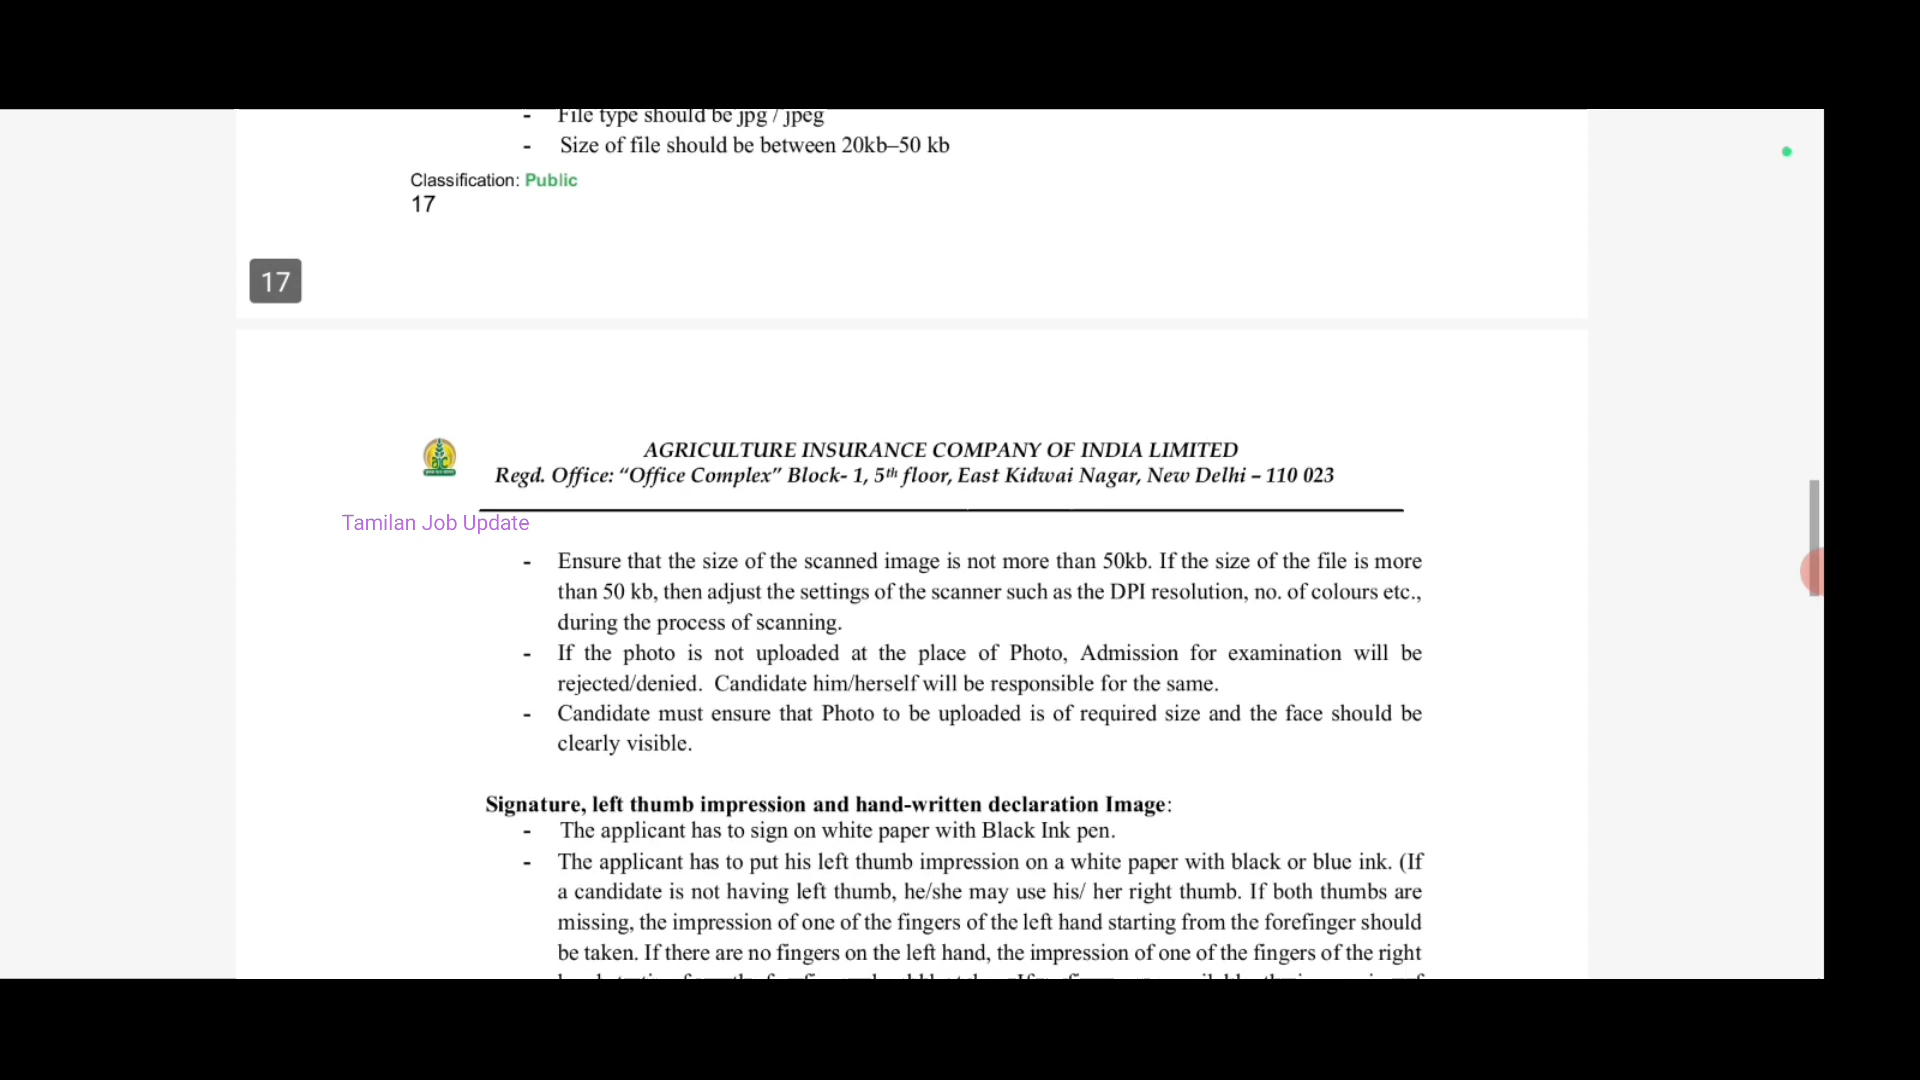 - File type should be jpg / jpeg
- Size of file should be between 20kb–50 kb
Classification: Public
17
17
AGRICULTURE INSURANCE COMPANY OF INDIA LIMITED
Regd. Office: “Office Complex” Block- 1, 5th floor, East Kidwai Nagar, New Delhi – 110 023
Tamilan Job Update
- Ensure that the size of the scanned image is not more than 50kb. If the size of the file is more
than 50 kb, then adjust the settings of the scanner such as the DPI resolution, no. of colours etc.,
during the process of scanning.
- If the photo is not uploaded at the place of Photo, Admission for examination will be
rejected/denied. Candidate him/herself will be responsible for the same.
- Candidate must ensure that Photo to be uploaded is of required size and the face should be
clearly visible.
Signature, left thumb impression and hand-written declaration Image:
- The applicant has to sign on white paper with Black Ink pen.
- The applicant has to put his left thumb impression on a white paper with black or blue ink. (If
a candidate is not having left thumb, he/she may use his/ her right thumb. If both thumbs are
missing, the impression of one of the fingers of the left hand starting from the forefinger should
be taken. If there are no fingers on the left hand, the impression of one of the fingers of the right